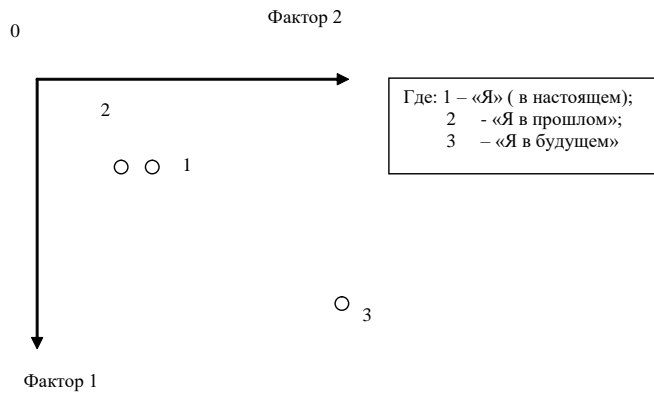 Фактор 2
0
Где: 1 – «Я» ( в настоящем);
2 - «Я в прошлом»;
3 – «Я в будущем»
2
1
3
Фактор 1